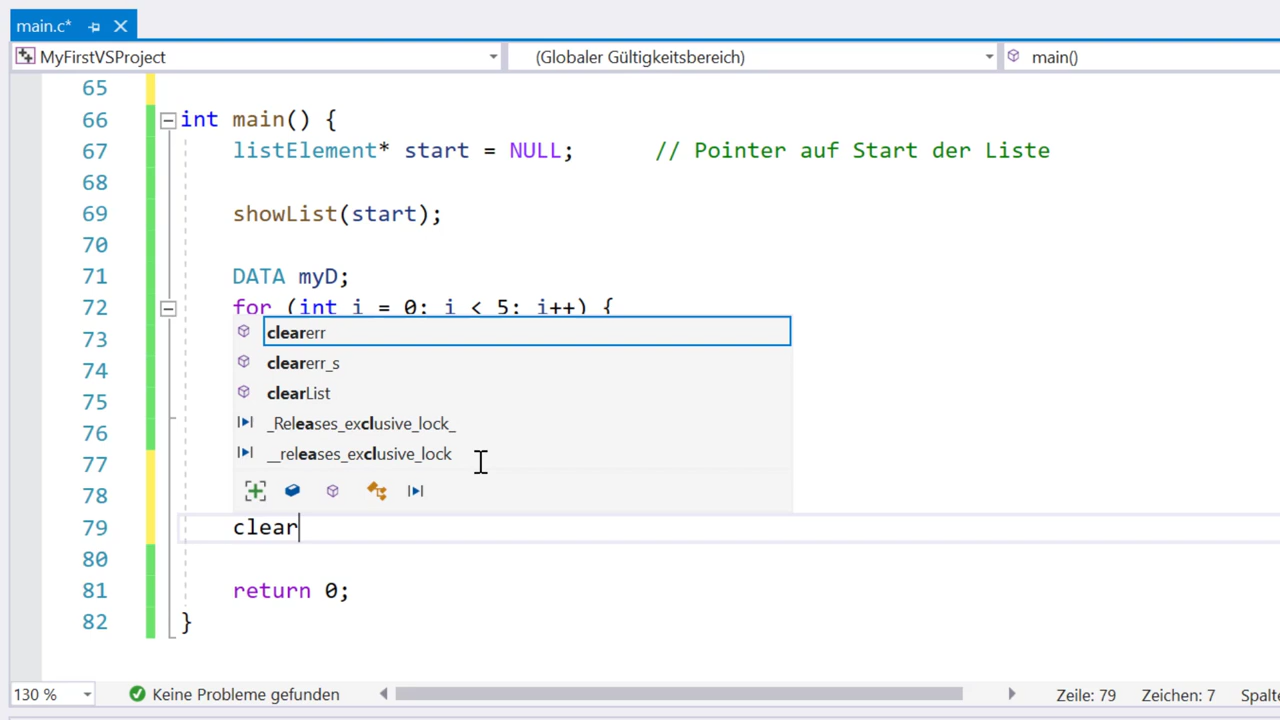 main.c*
MyFirstVSProject (Globaler Gültigkeitsbereich) main()
65
66 int main() {
67 listElement* start = NULL; // Pointer auf Start der Liste
68
69 showList(start);
70
71 DATA myD;
72 for (int i = 0; i < 5; i++) {
73 clearerr
74 clearerr_s
75 clearList
76 _Releases_exclusive_lock_
77 __releases_exclusive_lock
78
79 clear
80
81 return 0;
82 }
130 % Keine Probleme gefunden Zeile: 79 Zeichen: 7 Spalte